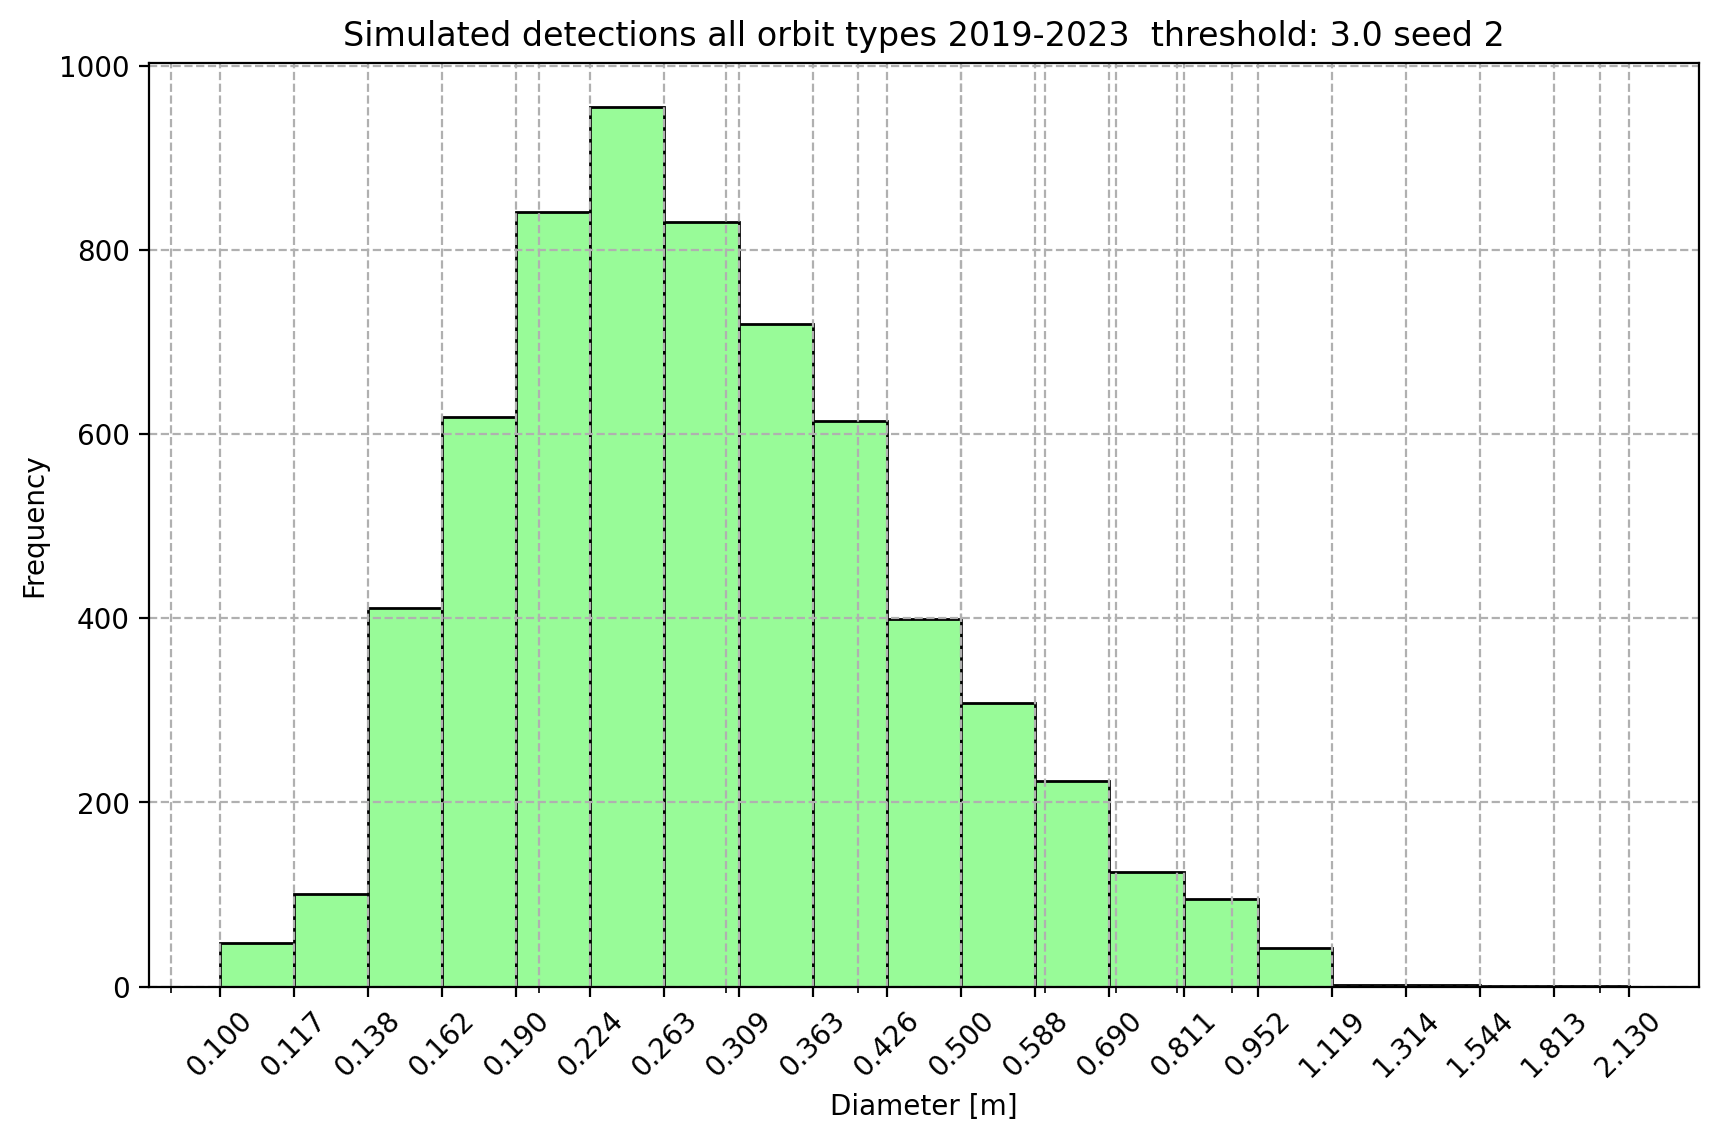 Simulated detections all orbit types 2019-2023  threshold: 3.0 seed 2
1000
800
600
400
200
0
Frequency
0.100 0.117 0.138 0.162 0.190 0.224 0.263 0.309 0.363 0.426 0.500 0.588 0.690 0.811 0.952 1.119 1.314 1.544 1.813 2.130
Diameter [m]